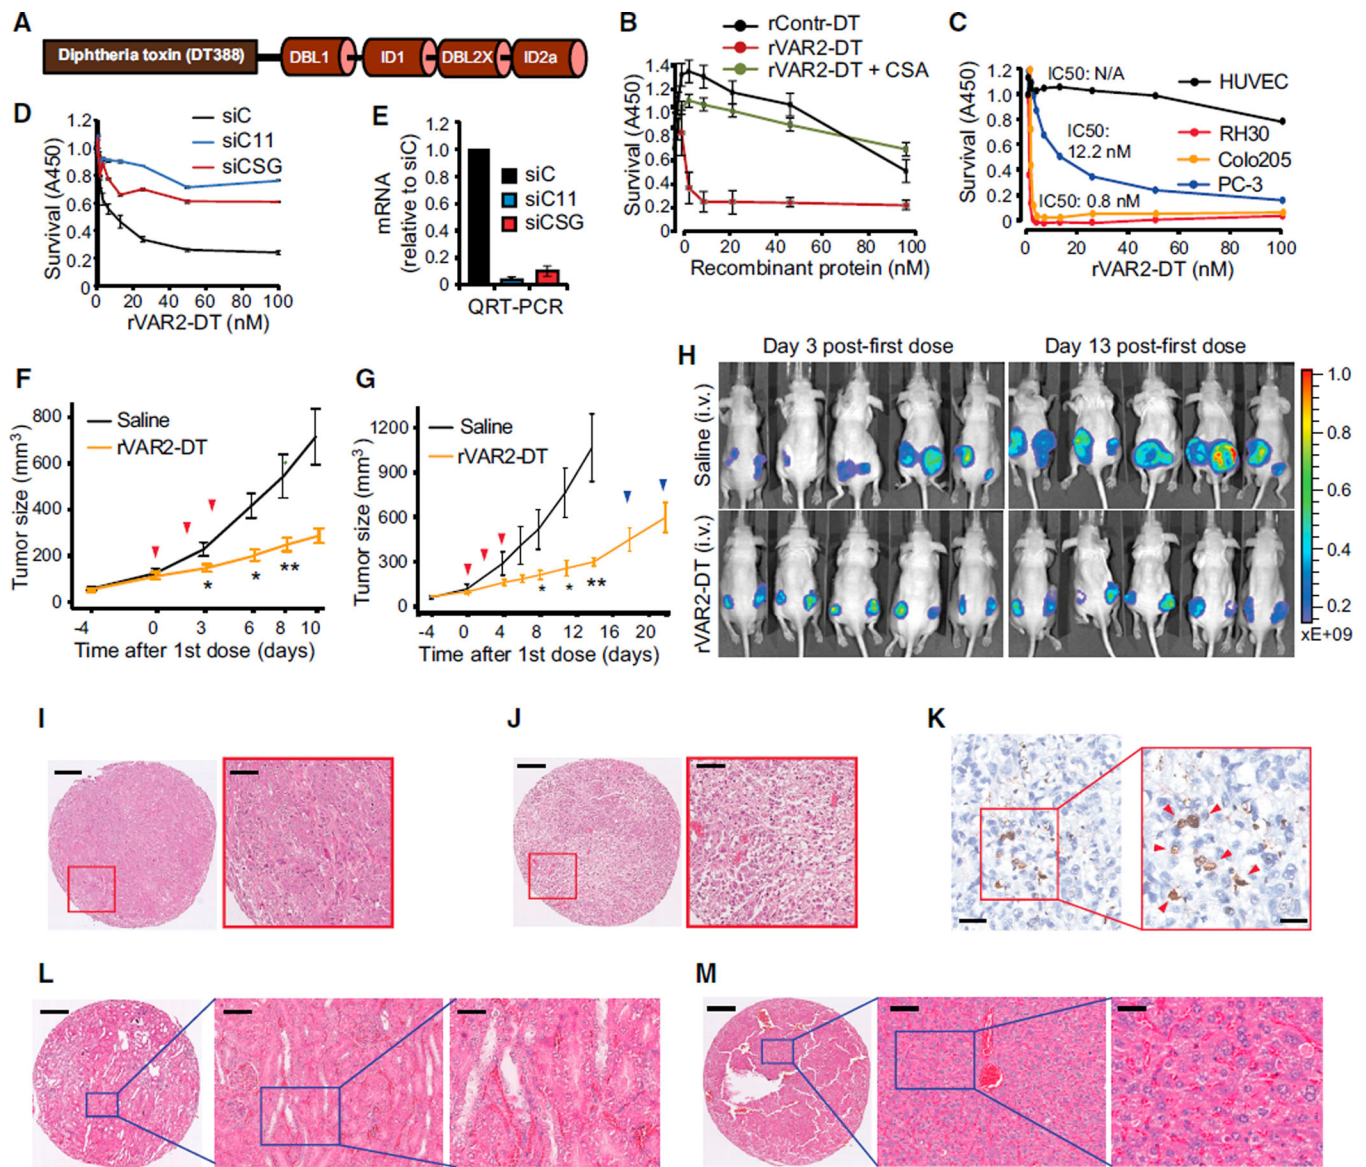 A
Diphtheria toxin (DT388)
DBL1
ID1
DBL2X
ID2a
B
rContr-DT
rVAR2-DT
rVAR2-DT + CSA
Survival (A450)
1.4
1.2
1.0
0.8
0.6
0.4
0.2
0
0
20
40
60
80
100
Recombinant protein (nM)
C
IC50: N/A
HUVEC
IC50:
12.2 nM
RH30
Colo205
PC-3
IC50: 0.8 nM
Survival (A450)
1.2
1.0
0.8
0.6
0.4
0.2
0
0
20
40
60
80
100
rVAR2-DT (nM)
D
siC
siC11
siCSG
Survival (A450)
1.2
1.0
0.8
0.6
0.4
0.2
0
0
20
40
60
80
100
rVAR2-DT (nM)
E
mRNA
(relative to siC)
1.2
1.0
0.8
0.6
0.4
0.2
0
siC
siC11
siCSG
QRT-PCR
F
Saline
rVAR2-DT
Tumor size (mm3)
800
600
400
200
0
* * **
-4
0
3
6
8
10
Time after 1st dose (days)
G
Saline
rVAR2-DT
Tumor size (mm3)
1200
900
600
300
0
* * **
-4
0
4
8
12
16
20
Time after 1st dose (days)
H
Day 3 post-first dose
Day 13 post-first dose
Saline (i.v.)
rVAR2-DT (i.v.)
1.0
0.8
0.6
0.4
0.2
xE+09
I
J
K
L
M